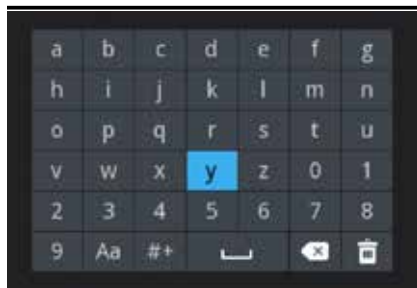 a b c d e f g
h i j k l m n
o p q r s t u
v w x y z 0 1
2 3 4 5 6 7 8
9 Aa #+